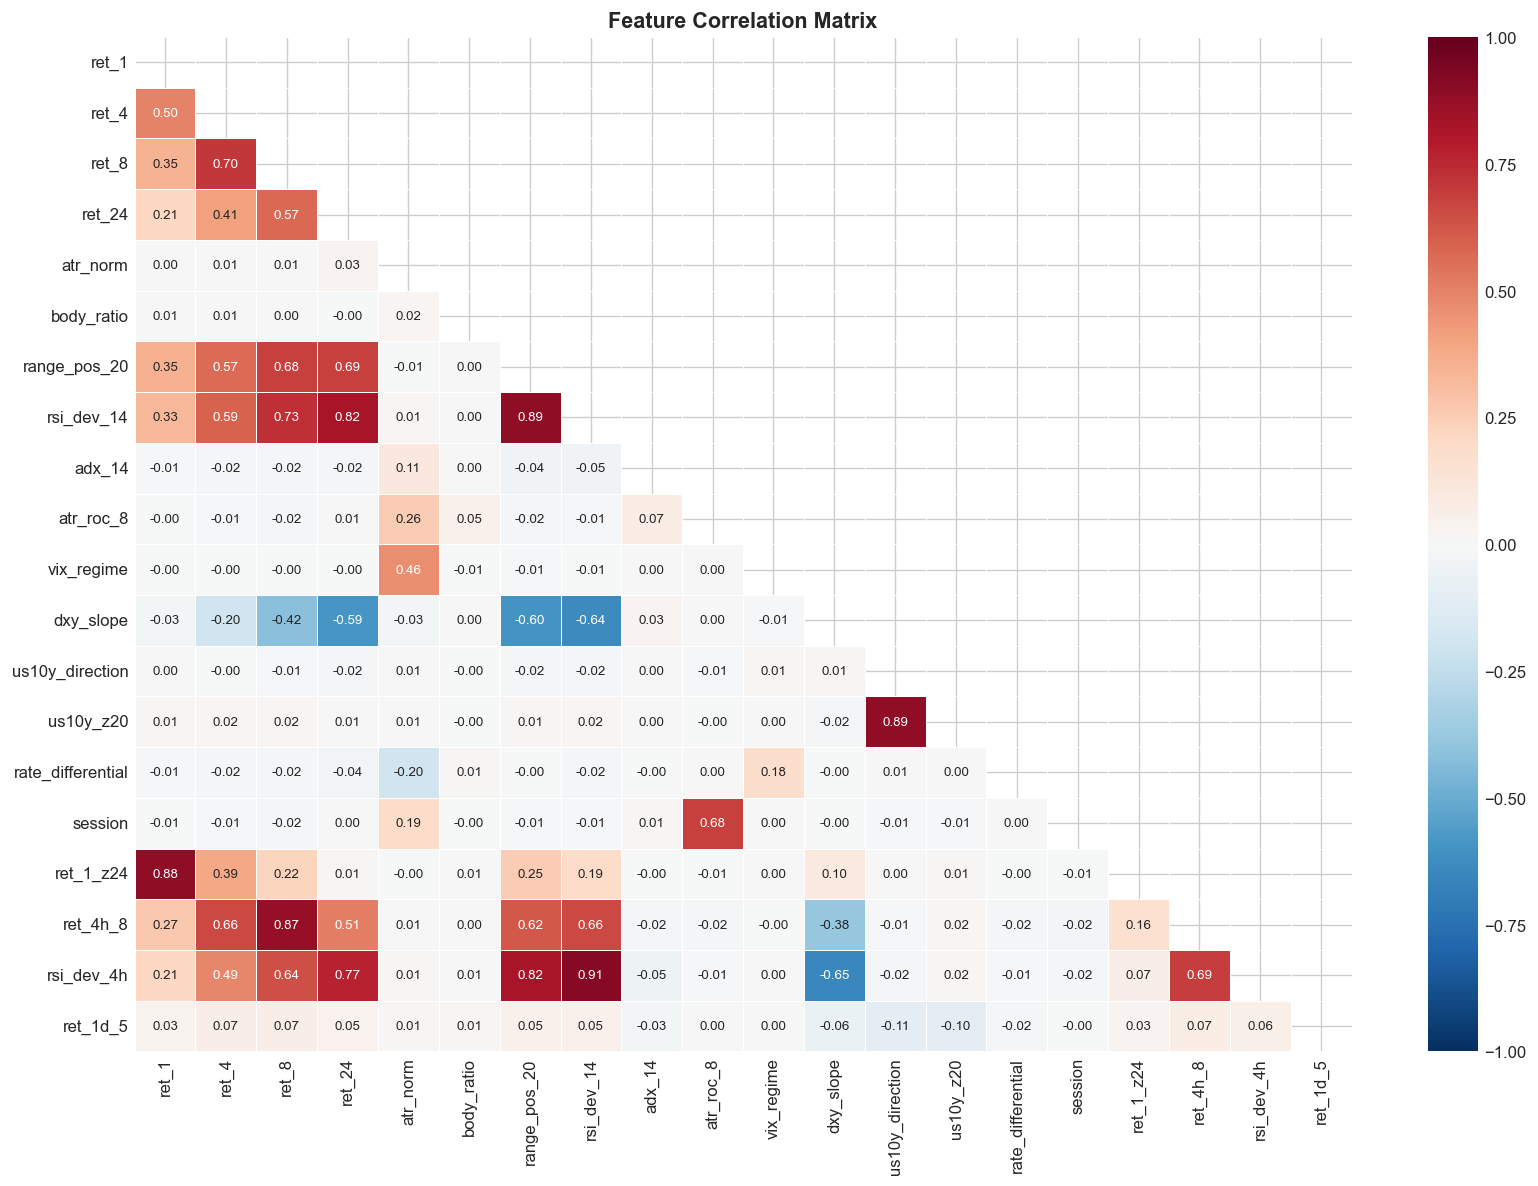 Feature Correlation Matrix
ret_1
ret_4 0.50
ret_8 0.35 0.70
ret_24 0.21 0.41 0.57
atr_norm 0.00 0.01 0.01 0.03
body_ratio 0.01 0.01 0.00 -0.00 0.02
range_pos_20 0.35 0.57 0.68 0.69 -0.01 0.00
rsi_dev_14 0.33 0.59 0.73 0.82 0.01 0.00 0.89
adx_14 -0.01 -0.02 -0.02 -0.02 0.11 0.00 -0.04 -0.05
atr_roc_8 -0.00 -0.01 -0.02 0.01 0.26 0.05 -0.02 -0.01 0.07
vix_regime -0.00 -0.00 -0.00 -0.00 0.46 -0.01 -0.01 -0.01 0.00 0.00
dxy_slope -0.03 -0.20 -0.42 -0.59 -0.03 0.00 -0.60 -0.64 0.03 0.00 -0.01
us10y_direction 0.00 -0.00 -0.01 -0.02 0.01 -0.00 -0.02 -0.02 0.00 -0.01 0.01 0.01
us10y_z20 0.01 0.02 0.02 0.01 0.01 -0.00 0.01 0.02 0.00 -0.00 0.00 -0.02 0.89
rate_differential -0.01 -0.02 -0.02 -0.04 -0.20 0.01 -0.00 -0.02 -0.00 0.00 0.18 -0.00 0.01 0.00
session -0.01 -0.01 -0.02 0.00 0.19 -0.00 -0.01 -0.01 0.01 0.68 0.00 -0.00 -0.01 -0.01 0.00
ret_1_z24 0.88 0.39 0.22 0.01 -0.00 0.01 0.25 0.19 -0.00 -0.01 0.00 0.10 0.00 0.01 -0.00 -0.01
ret_4h_8 0.27 0.66 0.87 0.51 0.01 0.00 0.62 0.66 -0.02 -0.02 -0.00 -0.38 -0.01 0.02 -0.02 -0.02 0.16
rsi_dev_4h 0.21 0.49 0.64 0.77 0.01 0.01 0.82 0.91 -0.05 -0.01 0.00 -0.65 -0.02 0.02 -0.01 -0.02 0.07 0.69
ret_1d_5 0.03 0.07 0.07 0.05 0.01 0.01 0.05 0.05 -0.03 0.00 0.00 -0.06 -0.11 -0.10 -0.02 -0.00 0.03 0.07 0.06
ret_1
ret_4
ret_8
ret_24
atr_norm
body_ratio
range_pos_20
rsi_dev_14
adx_14
atr_roc_8
vix_regime
dxy_slope
us10y_direction
us10y_z20
rate_differential
session
ret_1_z24
ret_4h_8
rsi_dev_4h
ret_1d_5
1.00
0.75
0.50
0.25
0.00
−0.25
−0.50
−0.75
−1.00